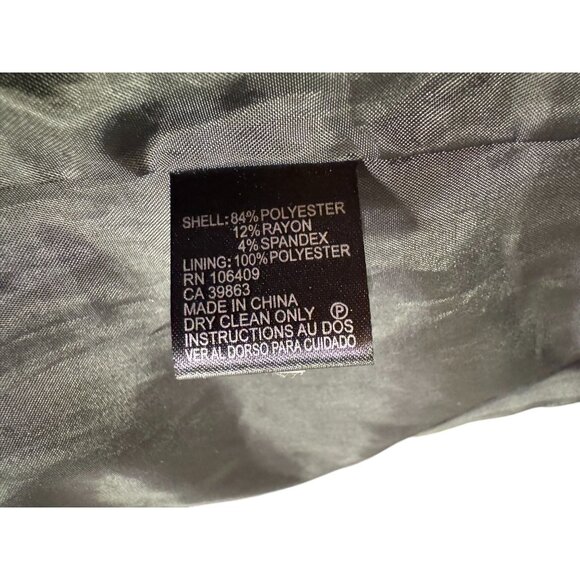 SHELL: 84% POLYESTER
12% RAYON
4% SPANDEX
LINING: 100% POLYESTER
RN 106409
CA 39863
MADE IN CHINA
DRY CLEAN ONLY Ⓟ
INSTRUCTIONS AU DOS
VER AL DORSO PARA CUIDADO